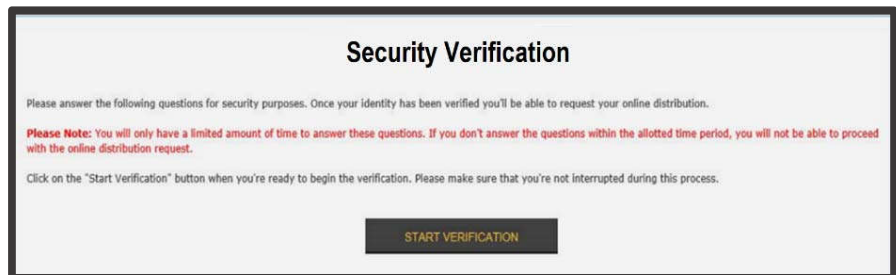 Security Verification
Please answer the following questions for security purposes. Once your identity has been verified you'll be able to request your online distribution.
Please Note: You will only have a limited amount of time to answer these questions. If you don't answer the questions within the allotted time period, you will not be able to proceed
with the online distribution request.
Click on the "Start Verification" button when you're ready to begin the verification. Please make sure that you're not interrupted during this process.
START VERIFICATION